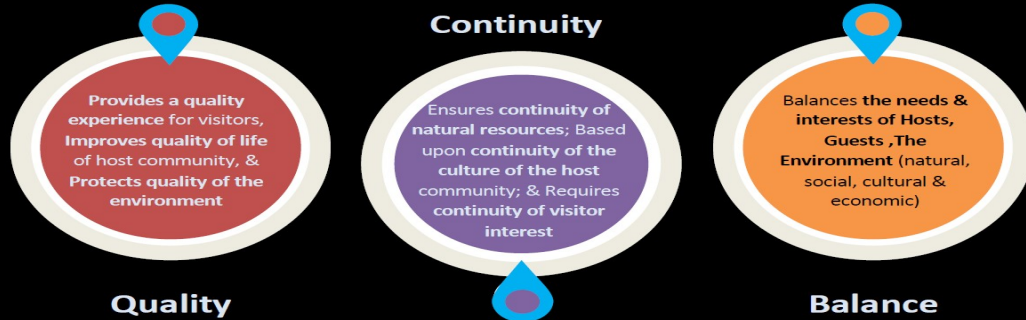 Continuity
Provides a quality
experience for visitors,
Improves quality of life
of host community, &
Protects quality of the
environment
Ensures continuity of
natural resources; Based
upon continuity of the
culture of the host
community; & Requires
continuity of visitor
interest
Balances the needs &
interests of Hosts,
Guests ,The
Environment (natural,
social, cultural &
economic)
Quality
Balance